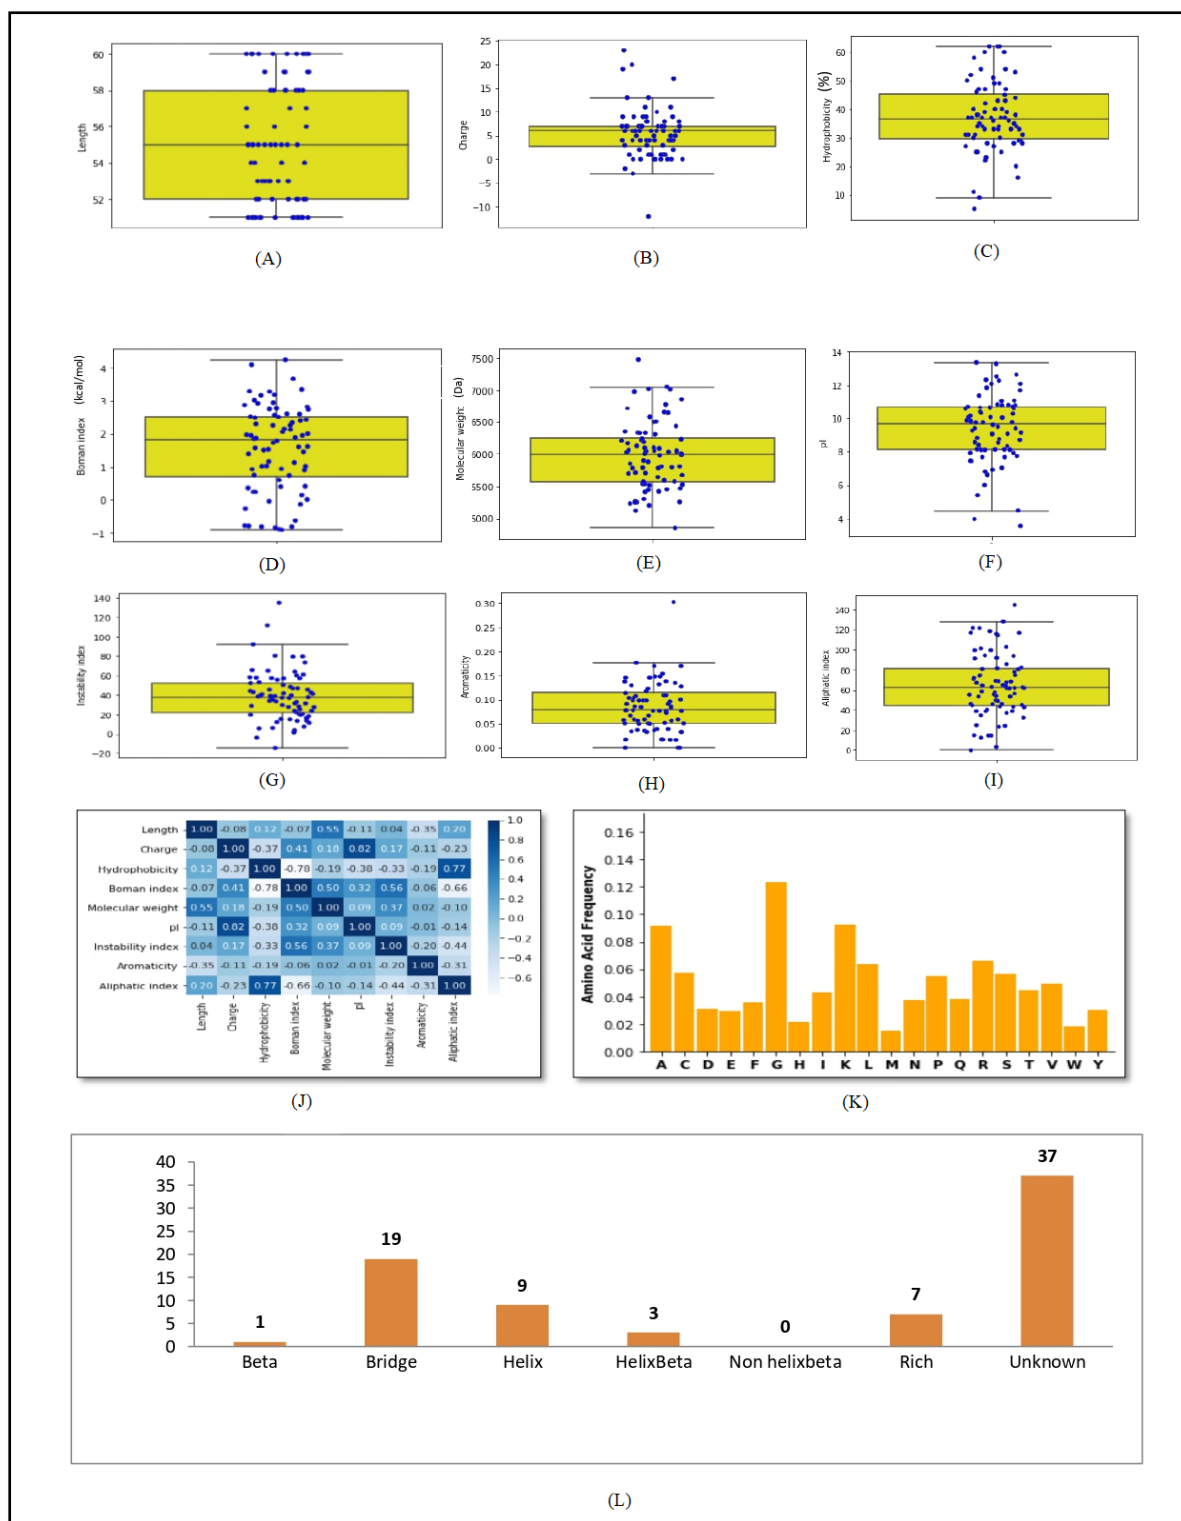 60
58
56
54
52
Length
(A)
25
20
15
10
5
0
−5
−10
Charge
(B)
60
50
40
30
20
10
Hydrophobicity (%)
(C)
4
3
2
1
0
−1
Boman index (kcal/mol)
(D)
7500
7000
6500
6000
5500
5000
Molecular weight (Da)
(E)
14
12
10
8
6
4
pI
(F)
140
120
100
80
60
40
20
0
−20
Instability index
(G)
0.30
0.25
0.20
0.15
0.10
0.05
0.00
Aromaticity
(H)
140
120
100
80
60
40
20
0
Aliphatic index
(I)
Length 1.00 -0.08 0.12 -0.07 0.55 -0.11 0.04 -0.35 0.20
Charge -0.08 1.00 -0.37 0.41 0.18 0.82 0.17 -0.11 -0.23
Hydrophobicity 0.12 -0.37 1.00 -0.78 -0.19 -0.38 -0.33 -0.19 0.77
Boman index -0.07 0.41 -0.78 1.00 0.50 0.32 0.56 -0.06 -0.66
Molecular weight 0.55 0.18 -0.19 0.50 1.00 0.09 0.37 0.02 -0.10
pI -0.11 0.82 -0.38 0.32 0.09 1.00 0.09 -0.01 -0.14
Instability index 0.04 0.17 -0.33 0.56 0.37 0.09 1.00 -0.20 -0.44
Aromaticity -0.35 -0.11 -0.19 -0.06 0.02 -0.01 -0.20 1.00 -0.31
Aliphatic index 0.20 -0.23 0.77 -0.66 -0.10 -0.14 -0.44 -0.31 1.00
Length Charge Hydrophobicity Boman index Molecular weight pI Instability index Aromaticity Aliphatic index
1.0
0.8
0.6
0.4
0.2
0.0
−0.2
−0.4
−0.6
(J)
0.16
0.14
0.12
0.10
0.08
0.06
0.04
0.02
0.00
Amino Acid Frequency
A C D E F G H I K L M N P Q R S T V W Y
(K)
40
35
30
25
20
15
10
5
0
1 19 9 3 0 7 37
Beta Bridge Helix HelixBeta Non helixbeta Rich Unknown
(L)